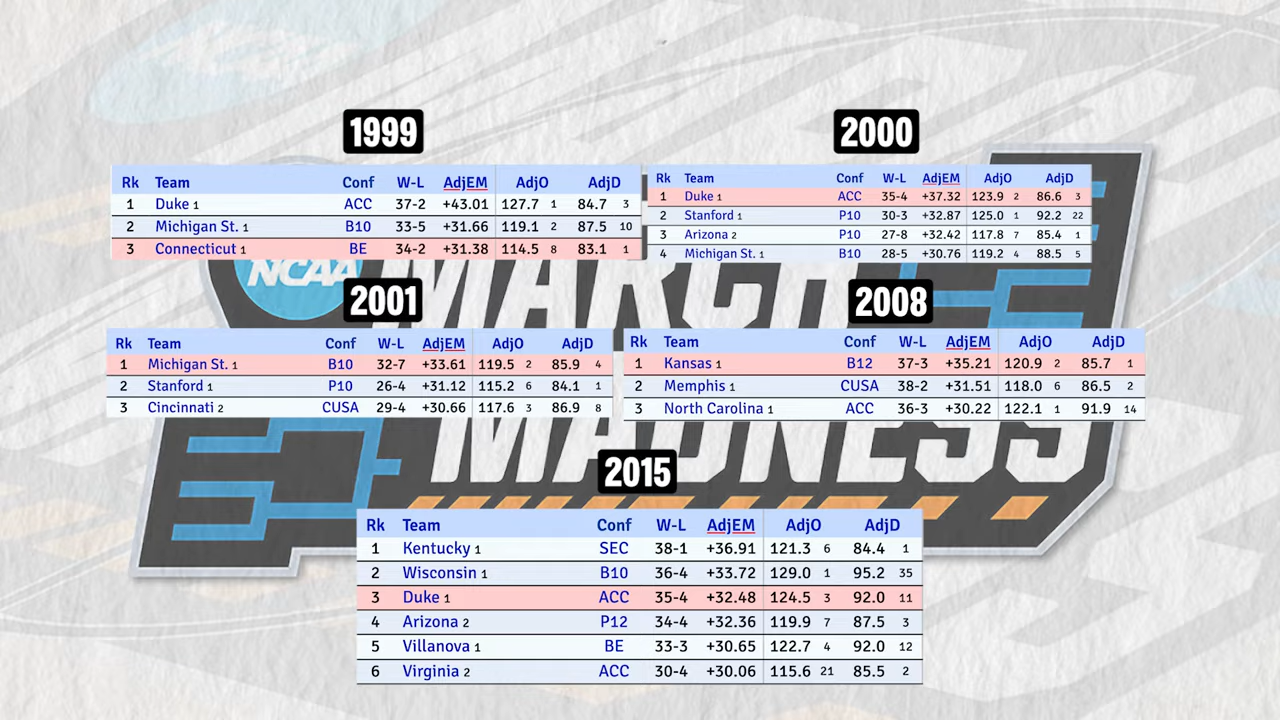 1999
Rk Team Conf W-L AdjEM AdjO AdjD
1 Duke 1 ACC 37-2 +43.01 127.7 1 84.7 3
2 Michigan St. 1 B10 33-5 +31.66 119.1 2 87.5 10
3 Connecticut 1 BE 34-2 +31.38 114.5 8 83.1 1
2000
Rk Team Conf W-L AdjEM AdjO AdjD
1 Duke 1 ACC 35-4 +37.32 123.9 2 86.6 3
2 Stanford 1 P10 30-3 +32.87 125.0 1 92.2 22
3 Arizona 2 P10 27-8 +32.42 117.8 7 85.4 1
4 Michigan St. 1 B10 28-5 +30.76 119.2 4 88.5 5
NCAA
MARCH
MADNESS
2001
Rk Team Conf W-L AdjEM AdjO AdjD
1 Michigan St. 1 B10 32-7 +33.61 119.5 2 85.9 4
2 Stanford 1 P10 26-4 +31.12 115.2 6 84.1 1
3 Cincinnati 2 CUSA 29-4 +30.66 117.6 3 86.9 8
2008
Rk Team Conf W-L AdjEM AdjO AdjD
1 Kansas 1 B12 37-3 +35.21 120.9 2 85.7 1
2 Memphis 1 CUSA 38-2 +31.51 118.0 6 86.5 2
3 North Carolina 1 ACC 36-3 +30.22 122.1 1 91.9 14
2015
Rk Team Conf W-L AdjEM AdjO AdjD
1 Kentucky 1 SEC 38-1 +36.91 121.3 6 84.4 1
2 Wisconsin 1 B10 36-4 +33.72 129.0 1 95.2 35
3 Duke 1 ACC 35-4 +32.48 124.5 3 92.0 11
4 Arizona 2 P12 34-4 +32.36 119.9 7 87.5 3
5 Villanova 1 BE 33-3 +30.65 122.7 4 92.0 12
6 Virginia 2 ACC 30-4 +30.06 115.6 21 85.5 2